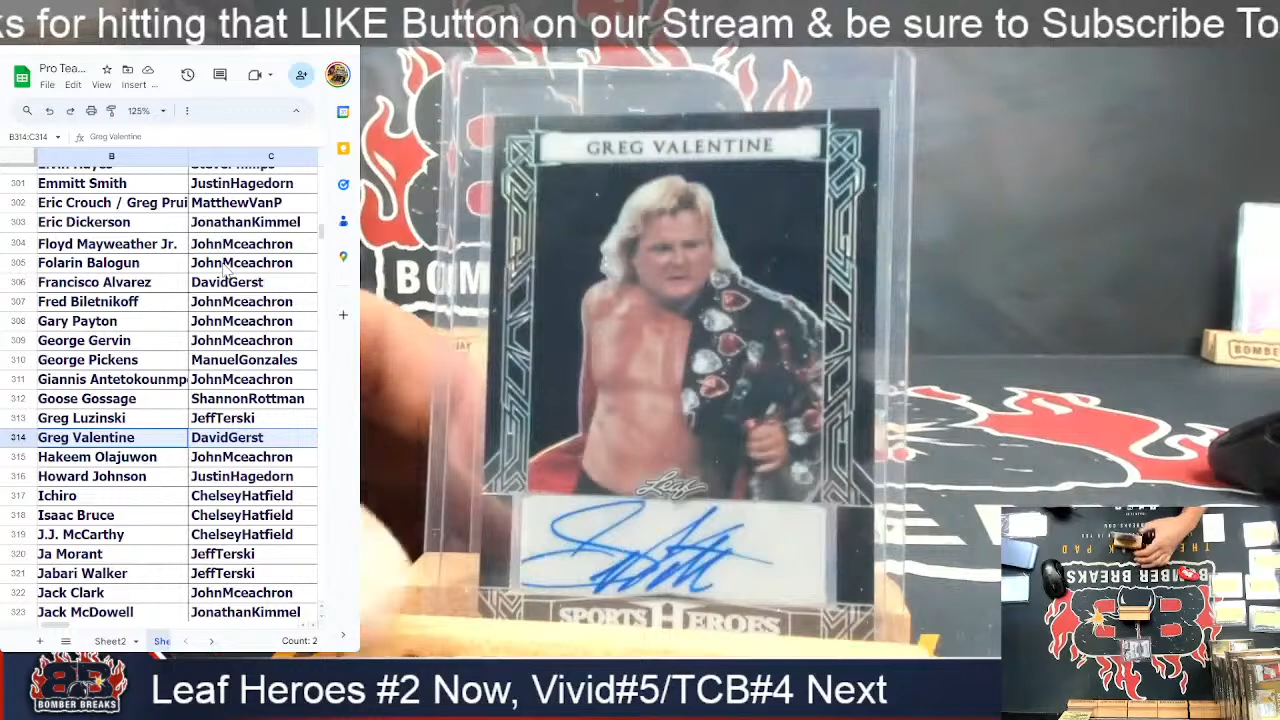 ks for hitting that LIKE Button on our Stream & be sure to Subscribe To
Pro Tea...
File Edit View Insert ...
125%
B314:C314 fx Greg Valentine
B C
301 Emmitt Smith JustinHagedorn
302 Eric Crouch / Greg Prui MatthewVanP
303 Eric Dickerson JonathanKimmel
304 Floyd Mayweather Jr. JohnMceachron
305 Folarin Balogun JohnMceachron
306 Francisco Alvarez DavidGerst
307 Fred Biletnikoff JohnMceachron
308 Gary Payton JohnMceachron
309 George Gervin JohnMceachron
310 George Pickens ManuelGonzales
311 Giannis Antetokounmp JohnMceachron
312 Goose Gossage ShannonRottman
313 Greg Luzinski JeffTerski
314 Greg Valentine DavidGerst
315 Hakeem Olajuwon JohnMceachron
316 Howard Johnson JustinHagedorn
317 Ichiro ChelseyHatfield
318 Isaac Bruce ChelseyHatfield
319 J.J. McCarthy ChelseyHatfield
320 Ja Morant JeffTerski
321 Jabari Walker JeffTerski
322 Jack Clark JohnMceachron
323 Jack McDowell JonathanKimmel
Sheet2 She Count: 2
GREG VALENTINE
Leaf
SPORTS HEROES
BOM
BOMBE
BOMBER BREAKS
BOMBER BREAKS
Leaf Heroes #2 Now, Vivid#5/TCB#4 Next